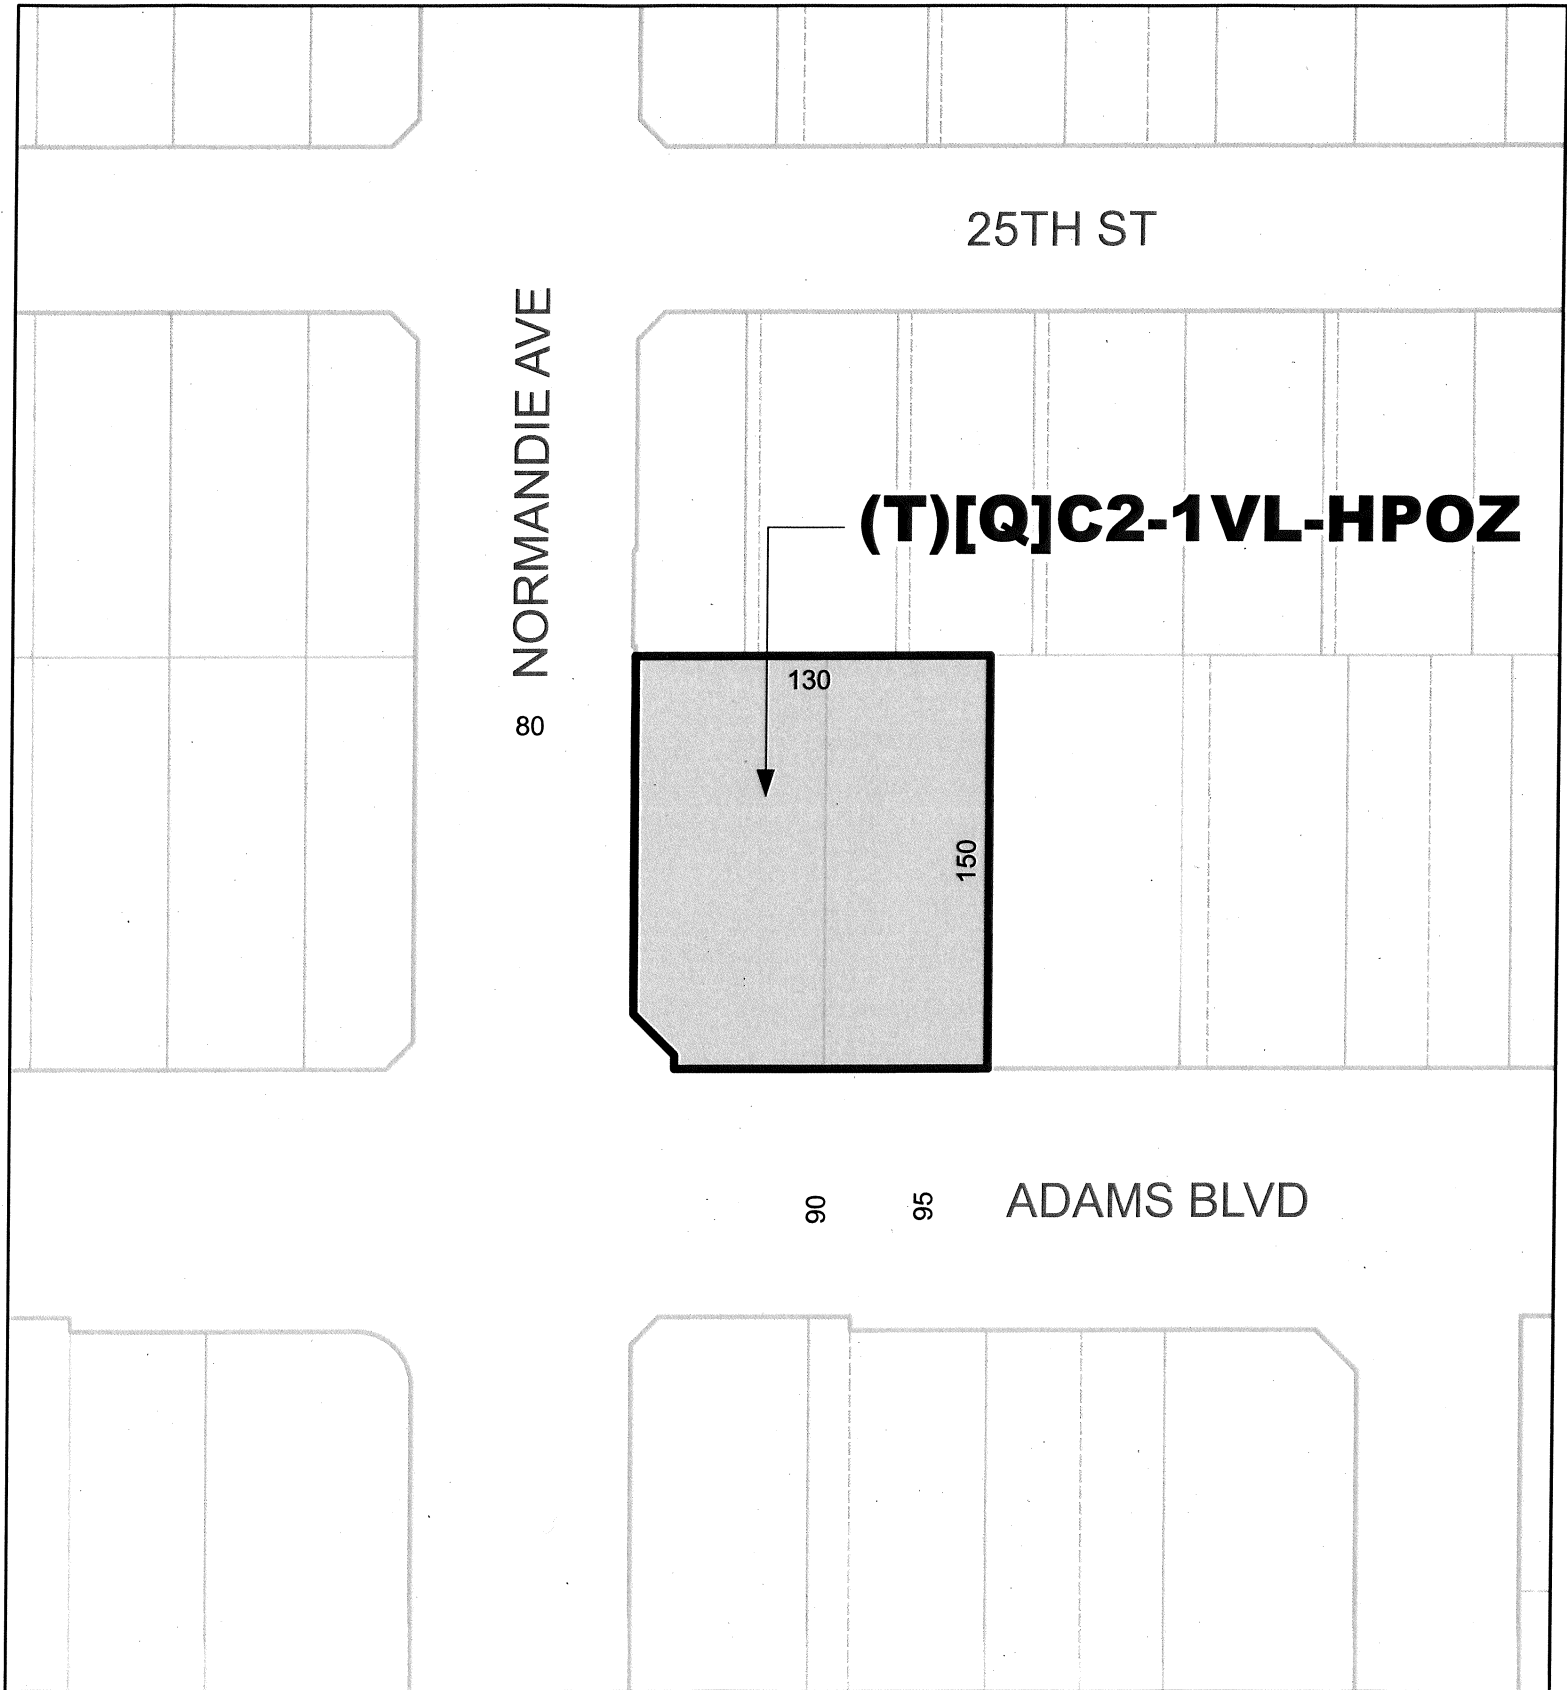 25TH ST
NORMANDIE AVE
(T)[Q]C2-1VL-HPOZ
130
80
150
90
95
ADAMS BLVD